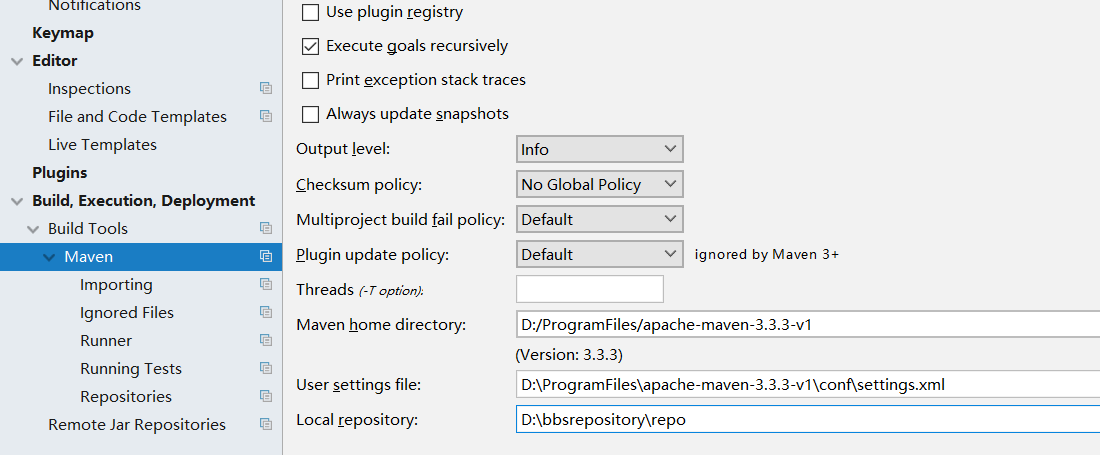 Notifications
Keymap
Editor
Inspections
File and Code Templates
Live Templates
Plugins
Build, Execution, Deployment
Build Tools
Maven
Importing
Ignored Files
Runner
Running Tests
Repositories
Remote Jar Repositories
Use plugin registry
Execute goals recursively
Print exception stack traces
Always update snapshots
Output level: Info
Checksum policy: No Global Policy
Multiproject build fail policy: Default
Plugin update policy: Default ignored by Maven 3+
Threads (-T option):
Maven home directory: D:/ProgramFiles/apache-maven-3.3.3-v1
(Version: 3.3.3)
User settings file: D:\ProgramFiles\apache-maven-3.3.3-v1\conf\settings.xml
Local repository: D:\bbsrepository\repo